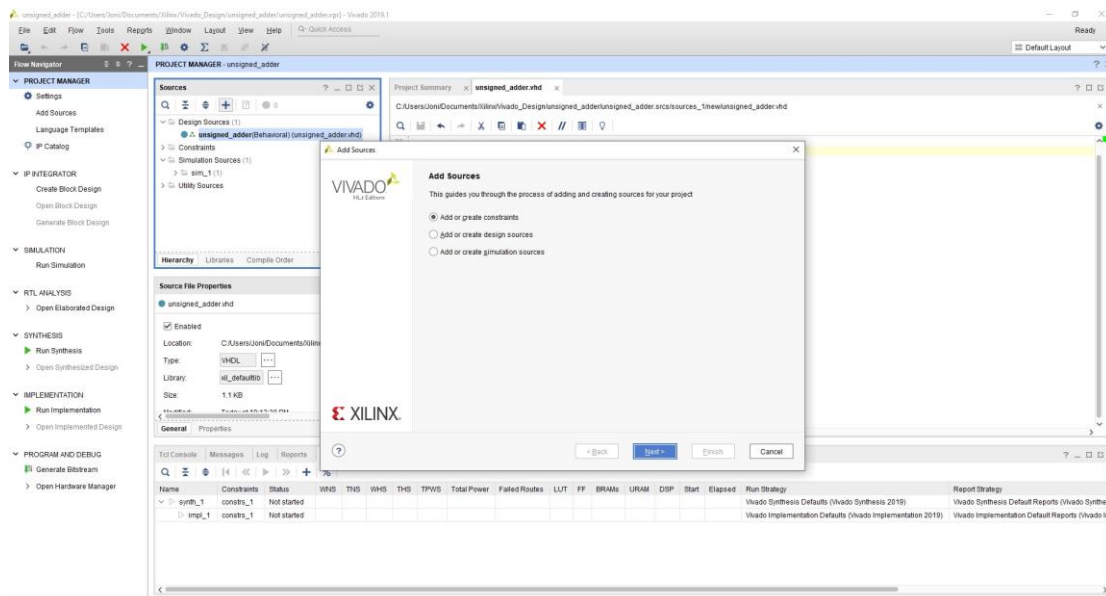 unsigned_adder - [C:/Users/Joni/Documents/Xilinx/Vivado_Design/unsigned_adder/unsigned_adder.xpr] - Vivado 2019.1
File Edit Flow Tools Reports Window Layout View Help Quick Access
Ready
Default Layout
Flow Navigator
PROJECT MANAGER - unsigned_adder
PROJECT MANAGER
Settings
Add Sources
Language Templates
IP Catalog
IP INTEGRATOR
Create Block Design
Open Block Design
Generate Block Design
SIMULATION
Run Simulation
RTL ANALYSIS
Open Elaborated Design
SYNTHESIS
Run Synthesis
Open Synthesized Design
IMPLEMENTATION
Run Implementation
Open Implemented Design
PROGRAM AND DEBUG
Generate Bitstream
Open Hardware Manager
Sources
Design Sources (1)
unsigned_adder(Behavioral) (unsigned_adder.vhd)
Constraints
Simulation Sources (1)
sim_1 (1)
Utility Sources
Hierarchy Libraries Compile Order
Source File Properties
unsigned_adder.vhd
Enabled
Location: C:/Users/Joni/Documents/Xilinx
Type: VHDL
Library: xil_defaultlib
Size: 1.1 KB
General Properties
Project Summary unsigned_adder.vhd
C:/Users/Joni/Documents/Xilinx/Vivado_Design/unsigned_adder/unsigned_adder.srcs/sources_1/new/unsigned_adder.vhd
Add Sources
VIVADO
HLx Editions
Add Sources
This guides you through the process of adding and creating sources for your project
Add or create constraints
Add or create design sources
Add or create simulation sources
XILINX
< Back Next > Finish Cancel
Tcl Console Messages Log Reports
Name Constraints Status WNS TNS WHS THS TPWS Total Power Failed Routes LUT FF BRAMs URAM DSP Start Elapsed Run Strategy Report Strategy
synth_1 constrs_1 Not started Vivado Synthesis Defaults (Vivado Synthesis 2019) Vivado Synthesis Default Reports (Vivado Synthe
impl_1 constrs_1 Not started Vivado Implementation Defaults (Vivado Implementation 2019) Vivado Implementation Default Reports (Vivado I